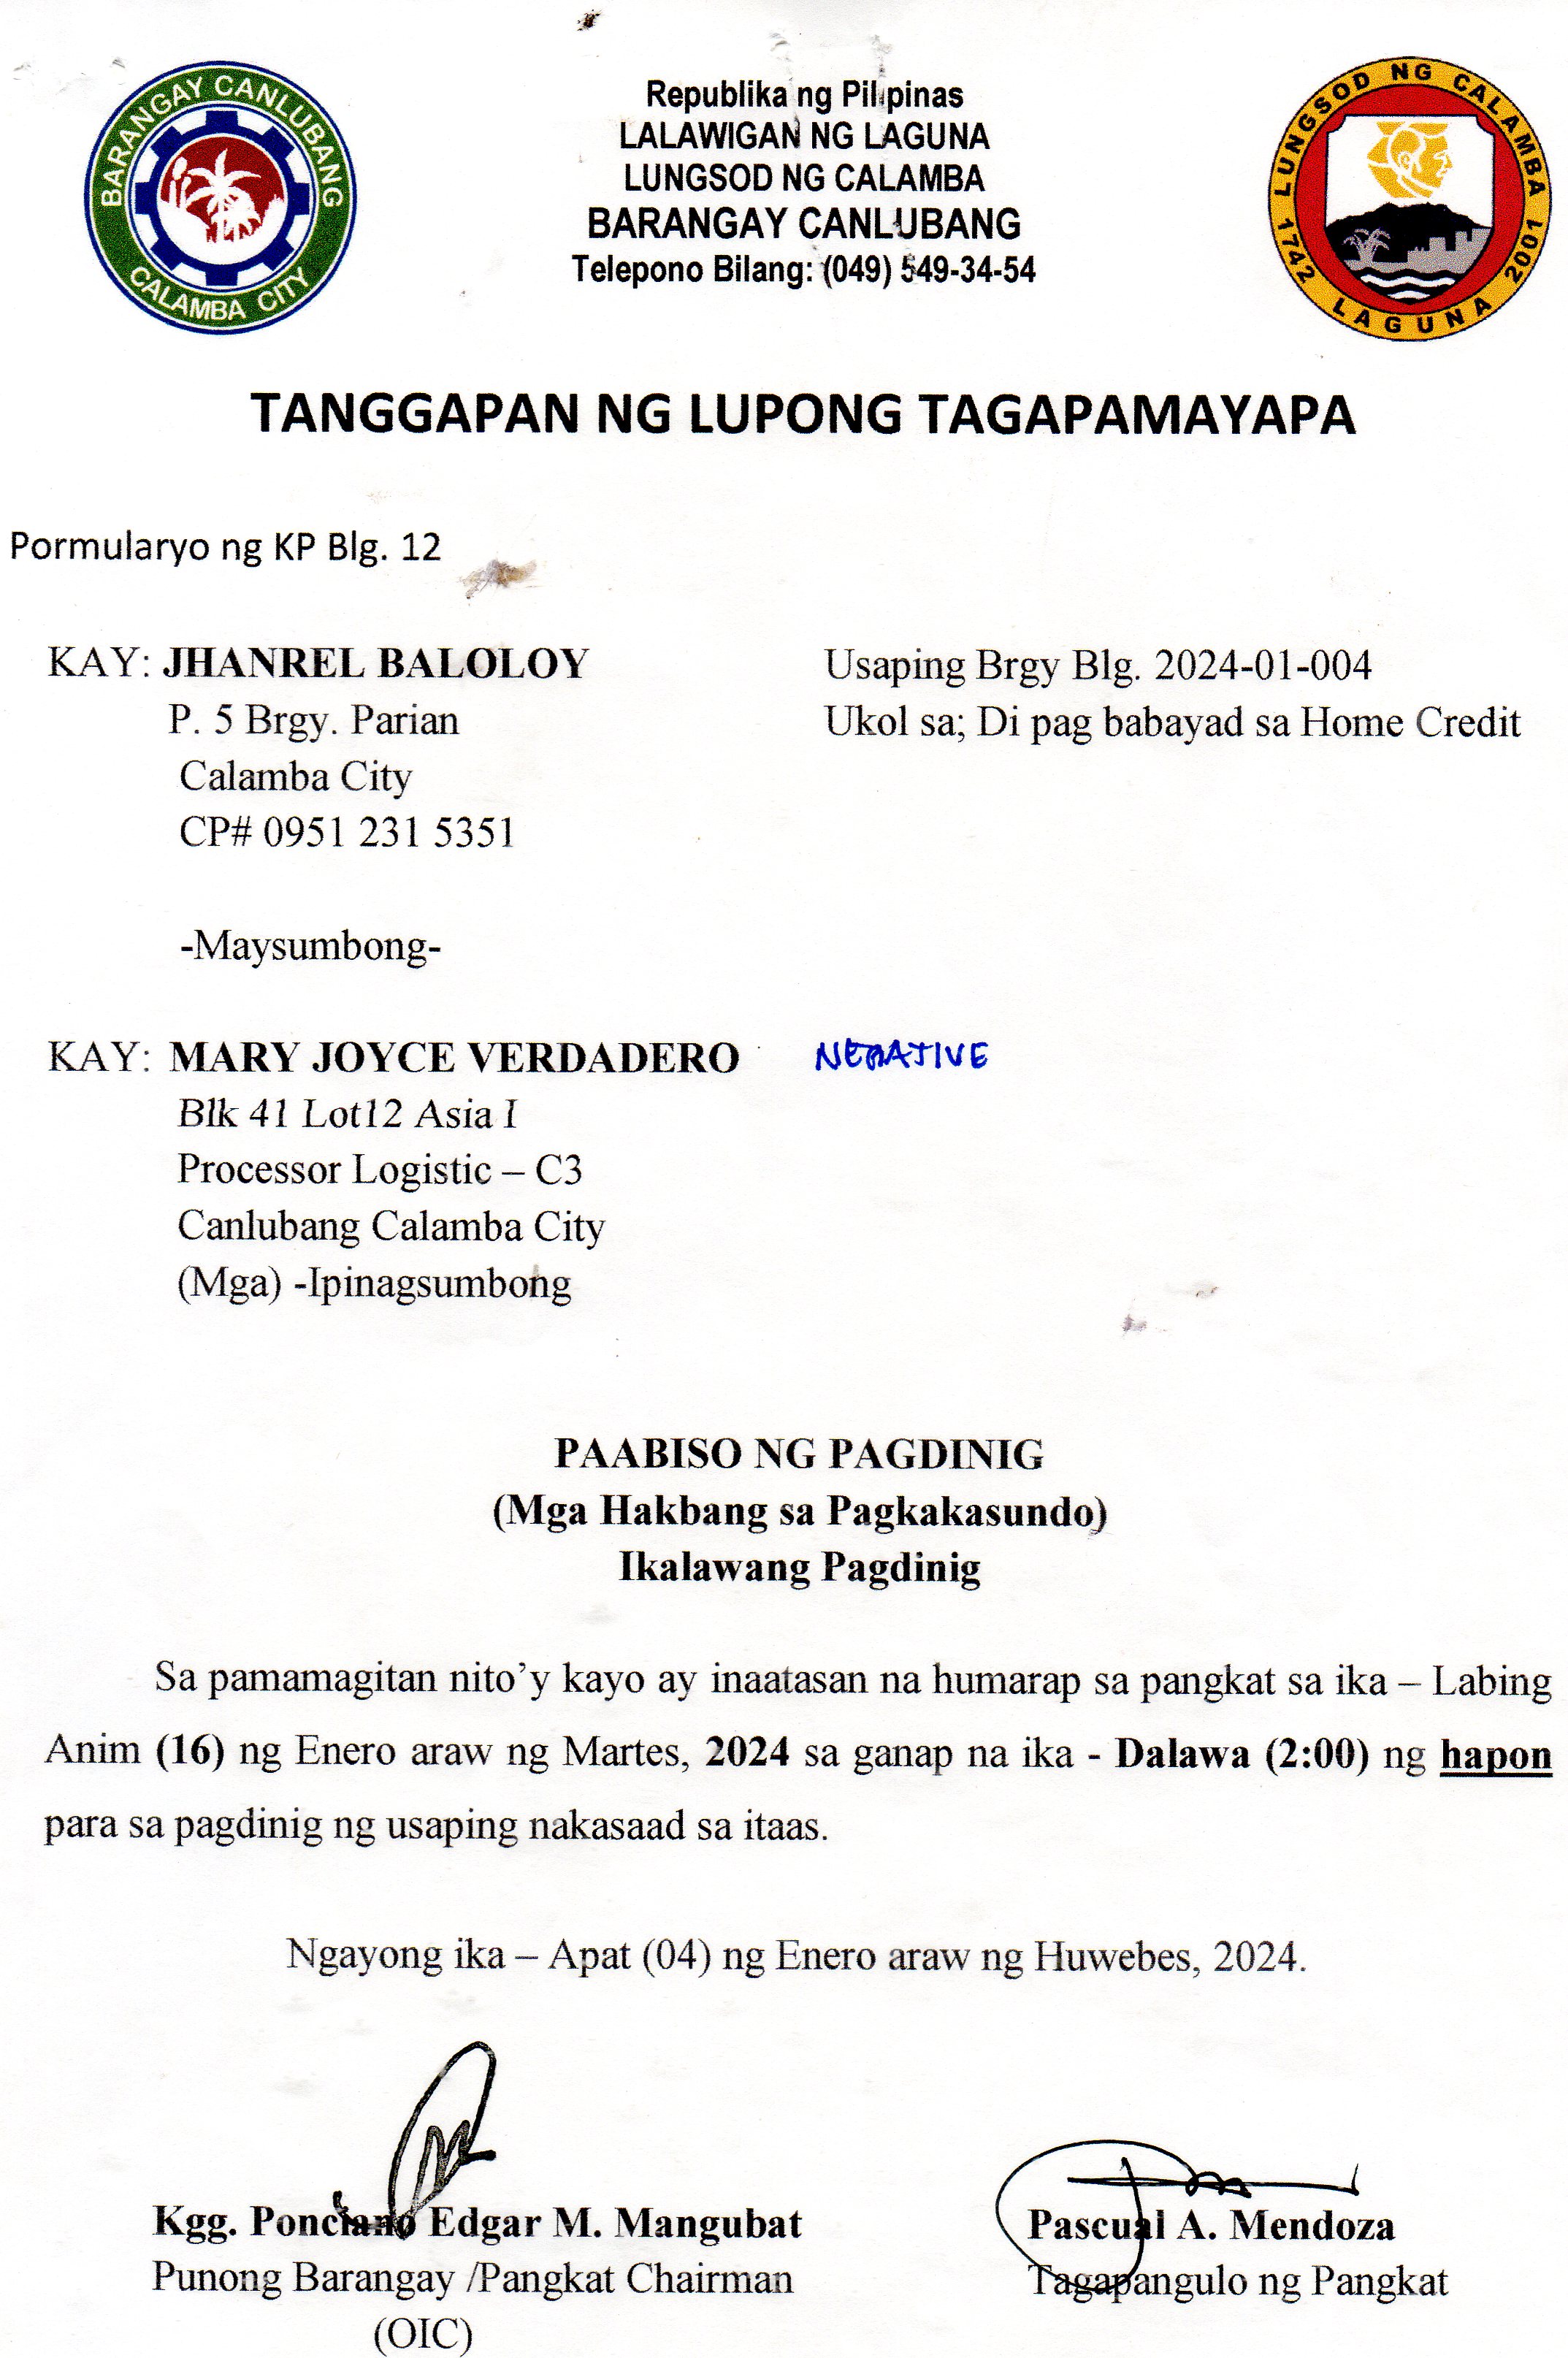 BARANGAY CANLUBANG
CALAMBA CITY
Republika ng Pilipinas
LALAWIGAN NG LAGUNA
LUNGSOD NG CALAMBA
BARANGAY CANLUBANG
Telepono Bilang: (049) 549-34-54
LUNGSOD NG CALAMBA
1742 LAGUNA 2001
TANGGAPAN NG LUPONG TAGAPAMAYAPA
Pormularyo ng KP Blg. 12
KAY: JHANREL BALOLOY Usaping Brgy Blg. 2024-01-004
P. 5 Brgy. Parian Ukol sa; Di pag babayad sa Home Credit
Calamba City
CP# 0951 231 5351
-Maysumbong-
KAY: MARY JOYCE VERDADERO NEGATIVE
Blk 41 Lot12 Asia I
Processor Logistic – C3
Canlubang Calamba City
(Mga) -Ipinagsumbong
PAABISO NG PAGDINIG
(Mga Hakbang sa Pagkakasundo)
Ikalawang Pagdinig
Sa pamamagitan nito’y kayo ay inaatasan na humarap sa pangkat sa ika – Labing
Anim (16) ng Enero araw ng Martes, 2024 sa ganap na ika - Dalawa (2:00) ng hapon
para sa pagdinig ng usaping nakasaad sa itaas.
Ngayong ika – Apat (04) ng Enero araw ng Huwebes, 2024.
Kgg. Ponciano Edgar M. Mangubat Pascual A. Mendoza
Punong Barangay /Pangkat Chairman Tagapangulo ng Pangkat
(OIC)